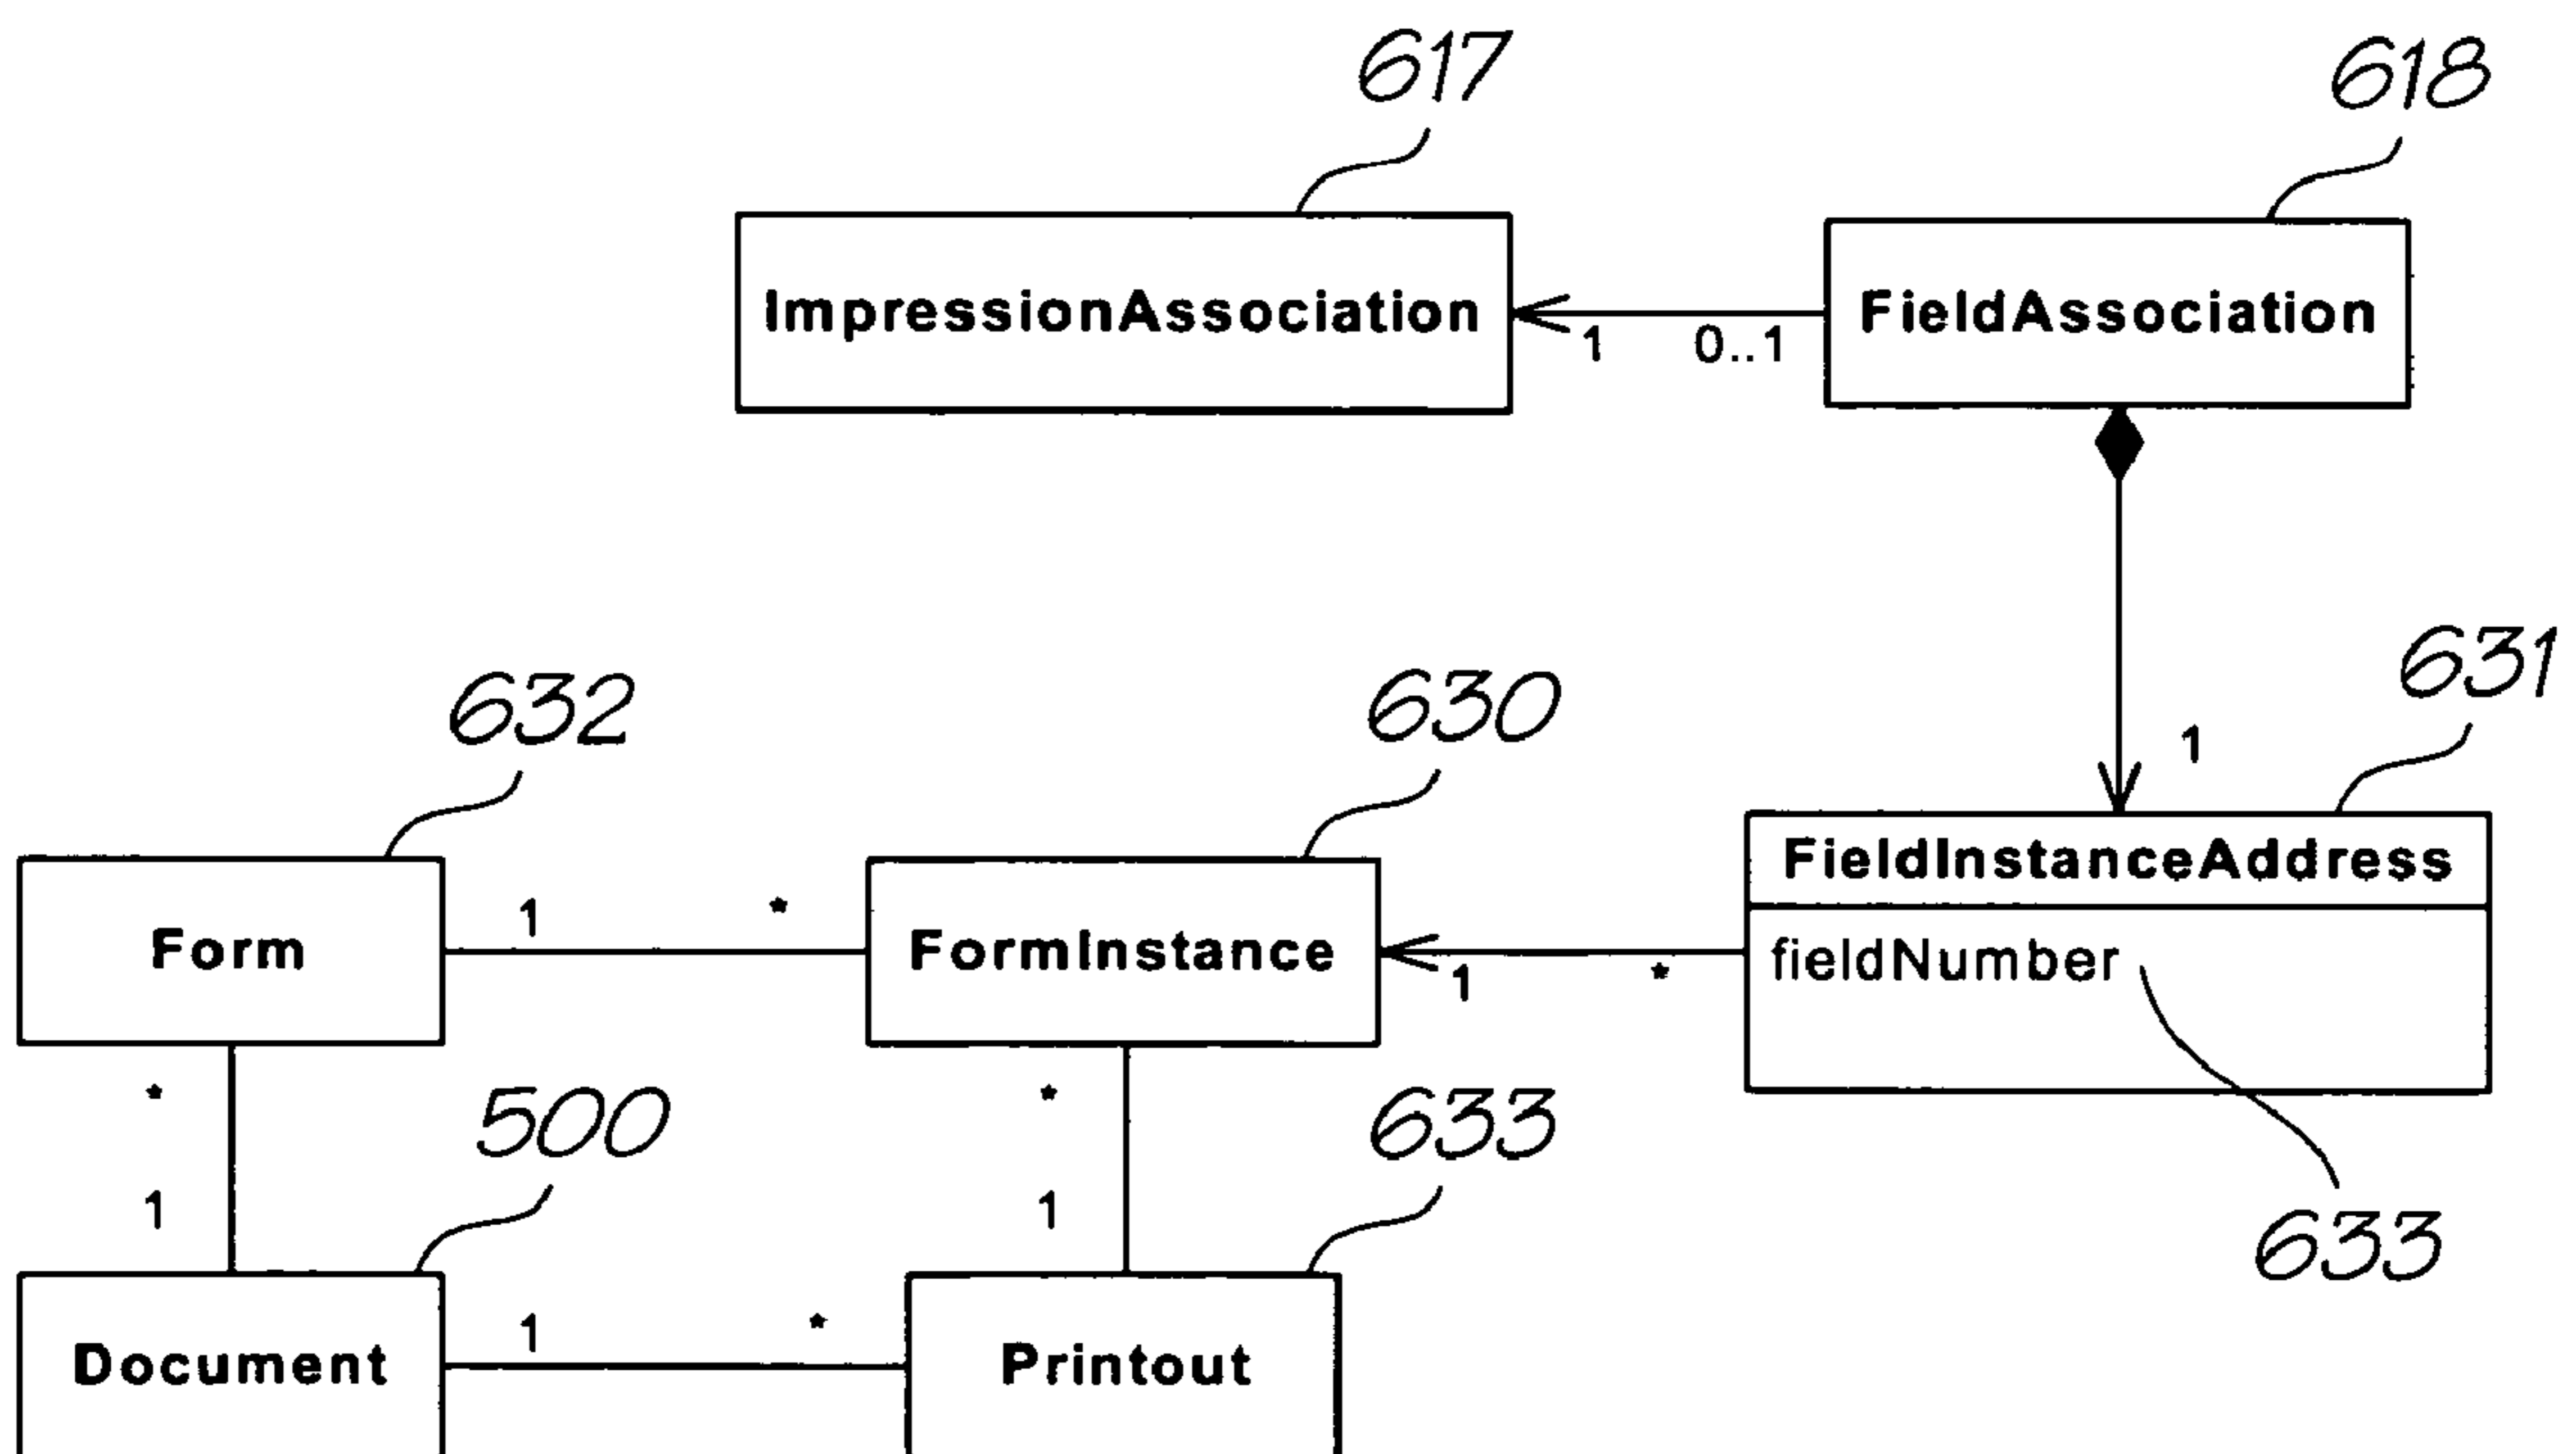 617
618
ImpressionAssociation
1
0..1
FieldAssociation
632
630
631
1
Form
1
*
FormInstance
1
*
FieldInstanceAddress
fieldNumber
*
1
500
*
1
633
633
Document
1
*
Printout